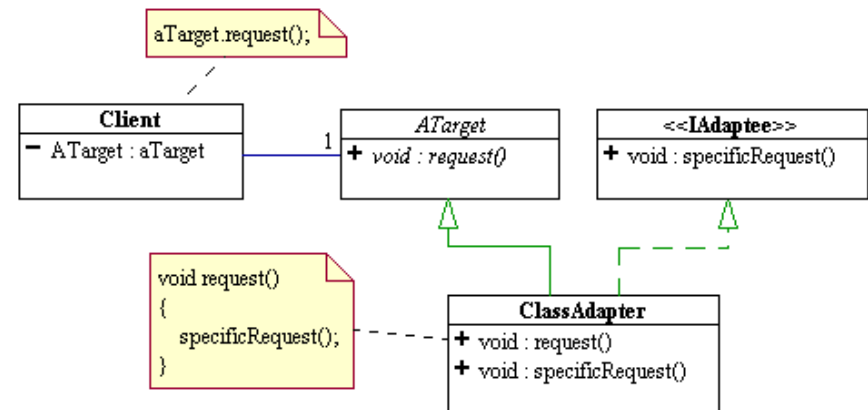 aTarget.request();
Client
− ATarget : aTarget
1
ATarget
+ void : request()
<<IAdaptee>>
+ void : specificRequest()
void request()
{
specificRequest();
}
ClassAdapter
+ void : request()
+ void : specificRequest()